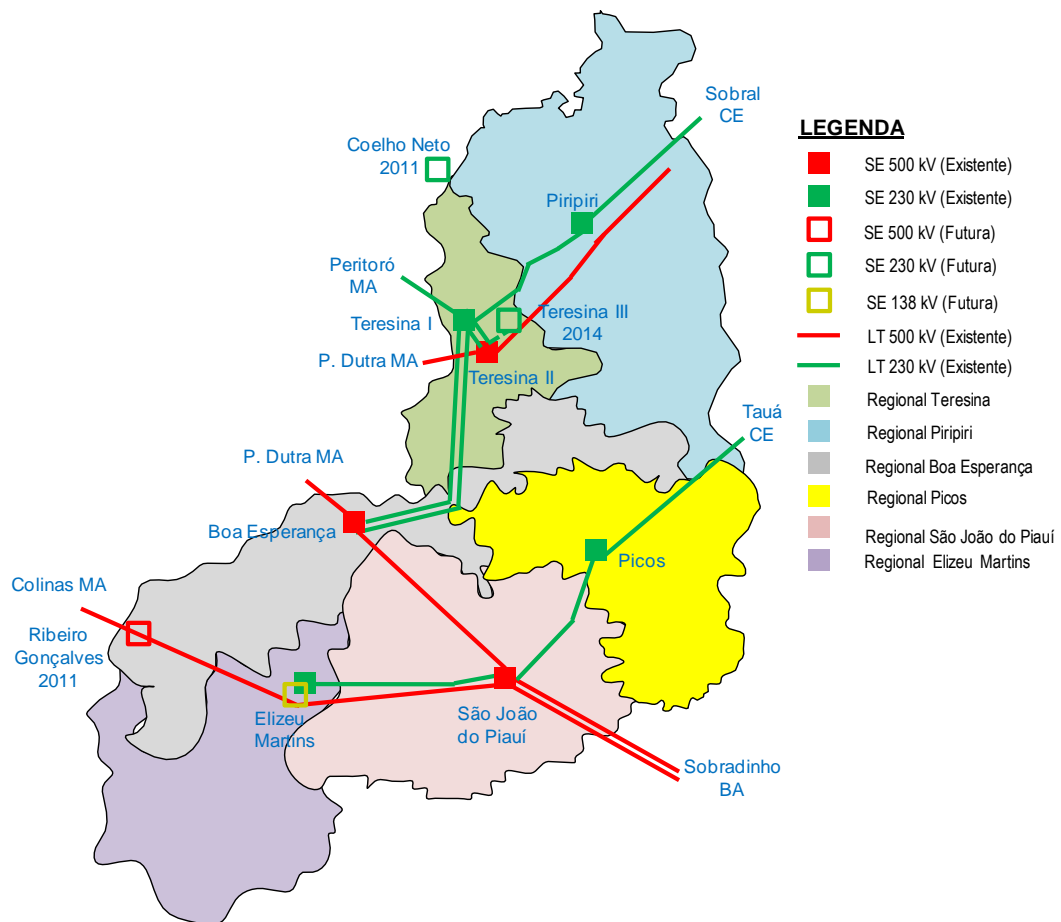 Sobral
CE
Coelho Neto
2011
Piripiri
Peritoró
MA
Teresina I
Teresina III
2014
P. Dutra MA
Teresina II
Tauá
CE
P. Dutra MA
Boa Esperança
Picos
Colinas MA
Ribeiro
Gonçalves
2011
Elizeu
Martins
São João
do Piauí
Sobradinho
BA
LEGENDA
SE 500 kV (Existente)
SE 230 kV (Existente)
SE 500 kV (Futura)
SE 230 kV (Futura)
SE 138 kV (Futura)
LT 500 kV (Existente)
LT 230 kV (Existente)
Regional Teresina
Regional Piripiri
Regional Boa Esperança
Regional Picos
Regional São João do Piauí
Regional Elizeu Martins